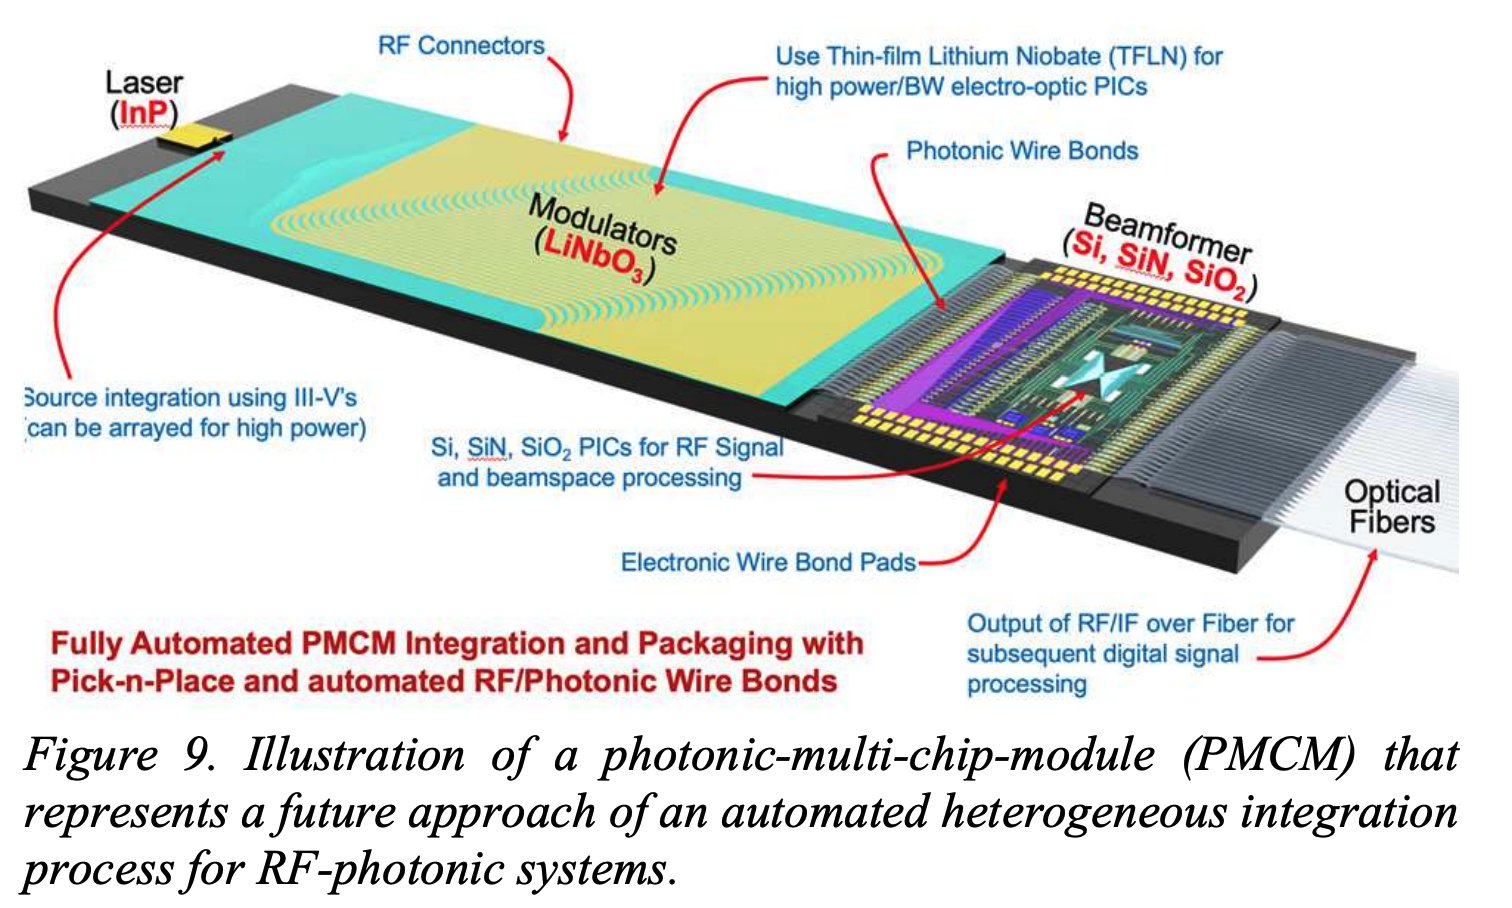 RF Connectors
Use Thin-film Lithium Niobate (TFLN) for
high power/BW electro-optic PICs
Laser
(InP)
Photonic Wire Bonds
Modulators
(LiNbO₃)
Beamformer
(Si, SiN, SiO₂)
Source integration using III-V's
(can be arrayed for high power)
Si, SiN, SiO₂ PICs for RF Signal
and beamspace processing
Optical
Fibers
Electronic Wire Bond Pads
Output of RF/IF over Fiber for
subsequent digital signal
processing
Fully Automated PMCM Integration and Packaging with
Pick-n-Place and automated RF/Photonic Wire Bonds
Figure 9. Illustration of a photonic-multi-chip-module (PMCM) that
represents a future approach of an automated heterogeneous integration
process for RF-photonic systems.